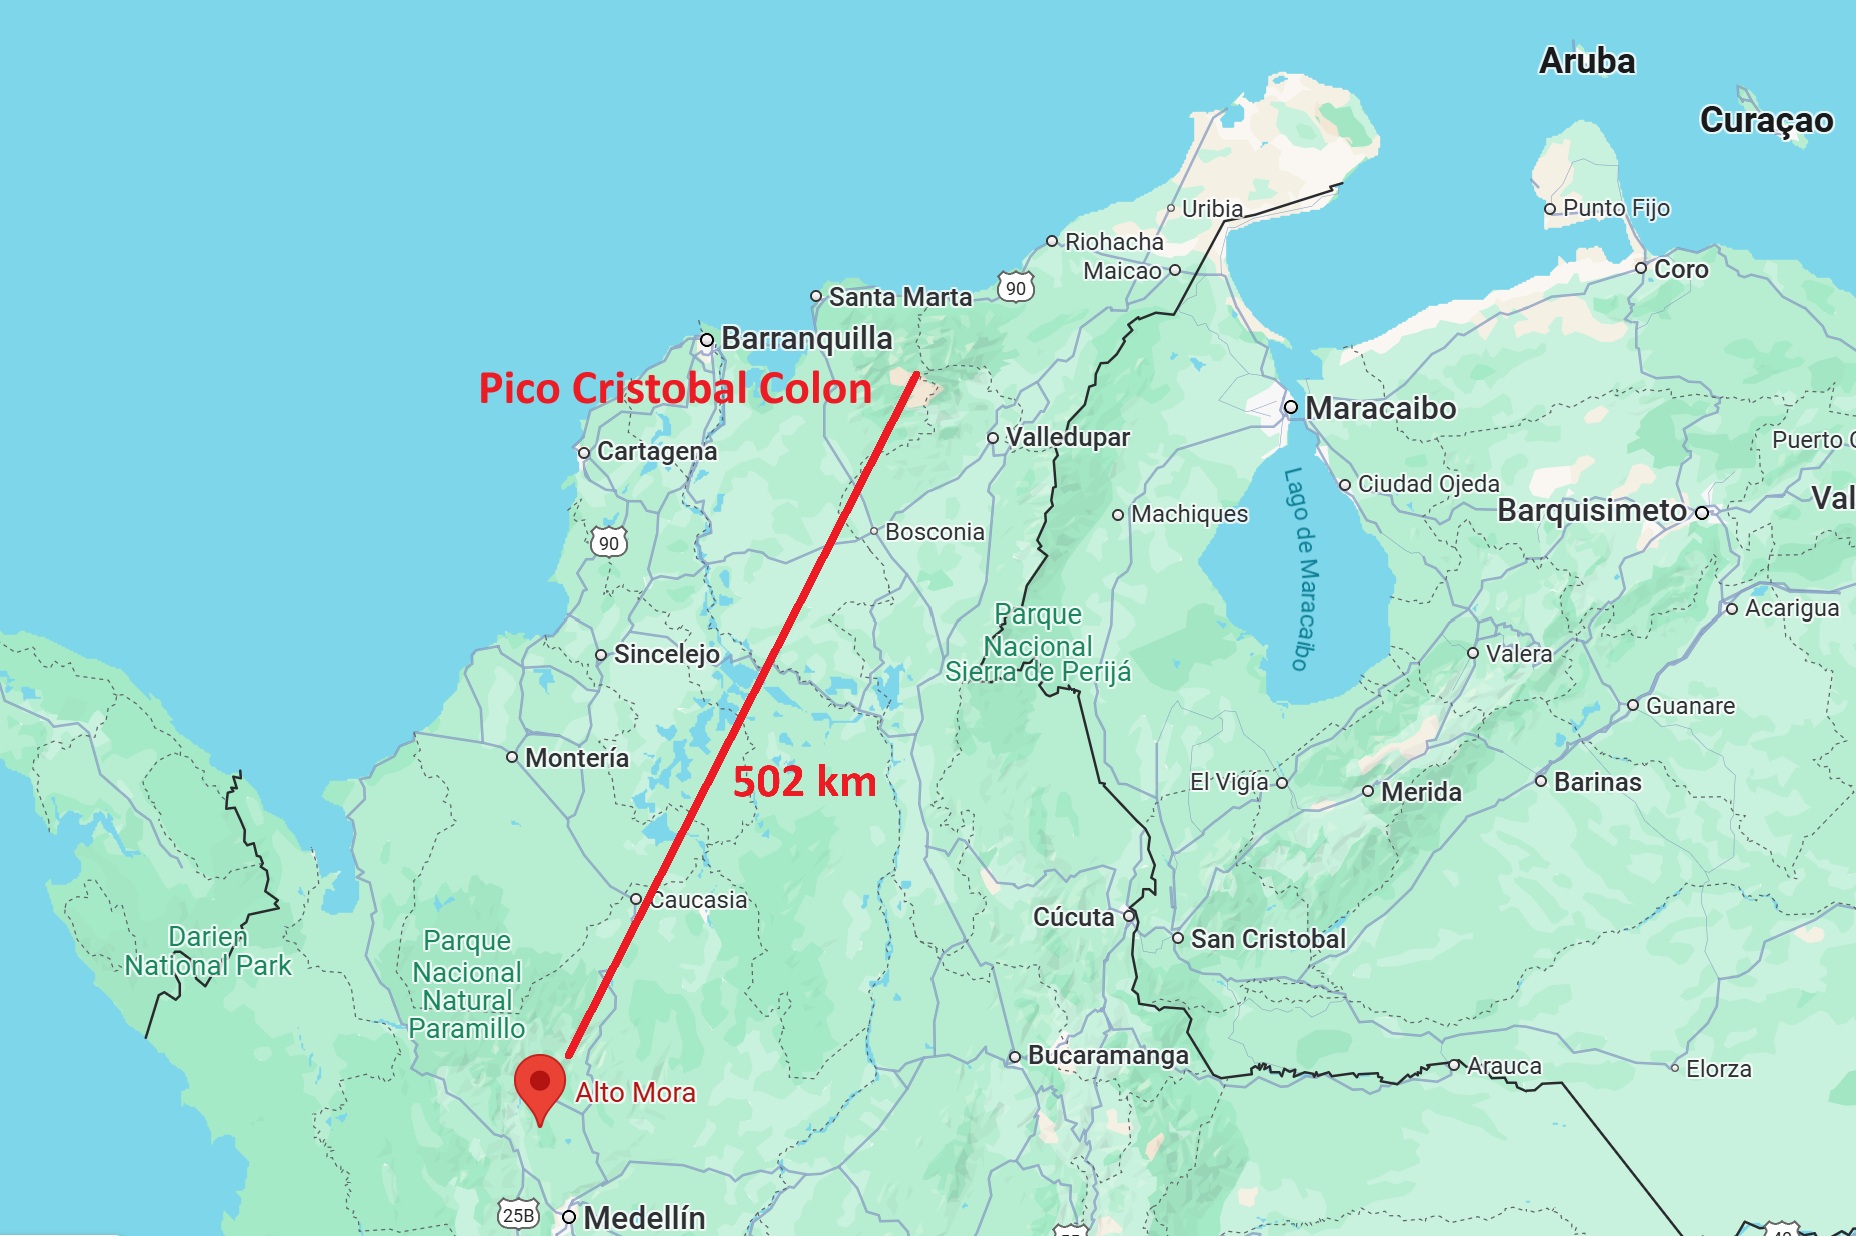 Aruba
Curaçao
Uribia
Punto Fijo
Riohacha
Maicao
Coro
90
Santa Marta
Barranquilla
Pico Cristobal Colon
Maracaibo
Valledupar
Puerto C
Cartagena
Lago de Maracaibo
Ciudad Ojeda
Val
Barquisimeto
Machiques
Bosconia
90
Acarigua
Parque
Nacional
Sierra de Perijá
Sincelejo
Valera
Guanare
Montería
502 km
El Vigía
Merida
Barinas
Caucasia
Cúcuta
San Cristobal
Darien
National Park
Parque
Nacional
Natural
Paramillo
Bucaramanga
Arauca
Elorza
Alto Mora
25B
Medellín